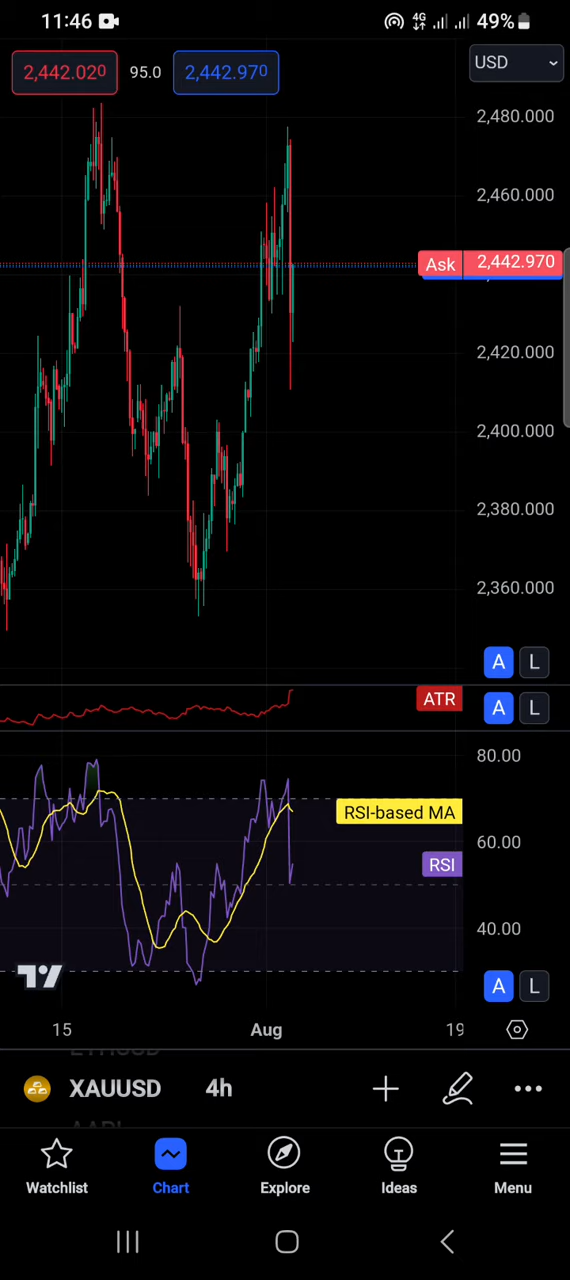 11:46 4G 49%
2,442.020 95.0 2,442.970 USD
2,480.000
2,460.000
Ask 2,442.970
2,420.000
2,400.000
2,380.000
2,360.000
A L
ATR A L
80.00
RSI-based MA
60.00
RSI
40.00
A L
15 Aug 19
ETHUSD
XAUUSD 4h
Watchlist Chart Explore Ideas Menu